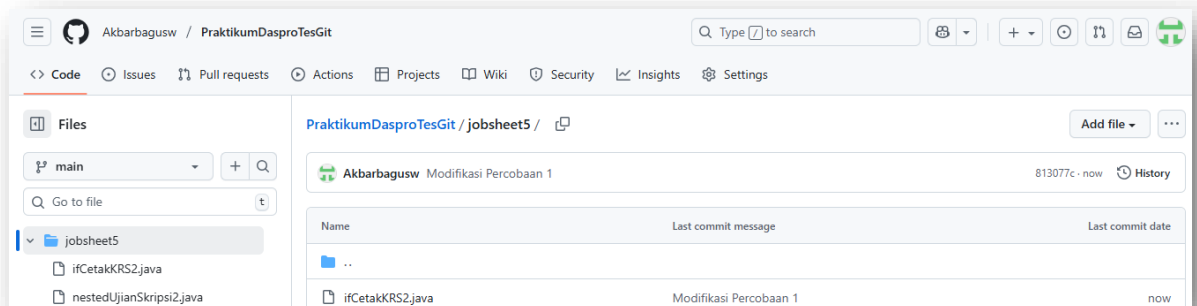 Akbarbagusw / PraktikumDasproTesGit
Type / to search
Code Issues Pull requests Actions Projects Wiki Security Insights Settings
Files
main
Go to file t
jobsheet5
ifCetakKRS2.java
nestedUjianSkripsi2.java
PraktikumDasproTesGit / jobsheet5 /
Add file
Akbarbagusw Modifikasi Percobaan 1 813077c · now History
Name Last commit message Last commit date
..
ifCetakKRS2.java Modifikasi Percobaan 1 now